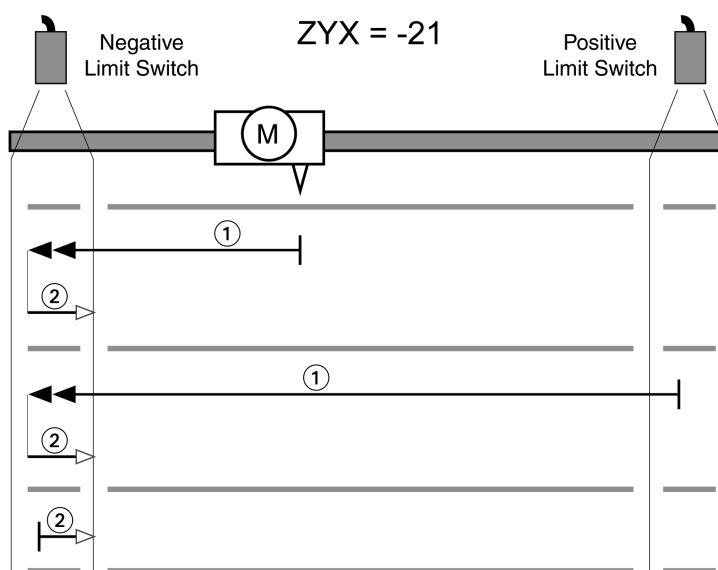 ZYX = -21
Negative
Limit Switch
Positive
Limit Switch
M
1
2
1
2
2